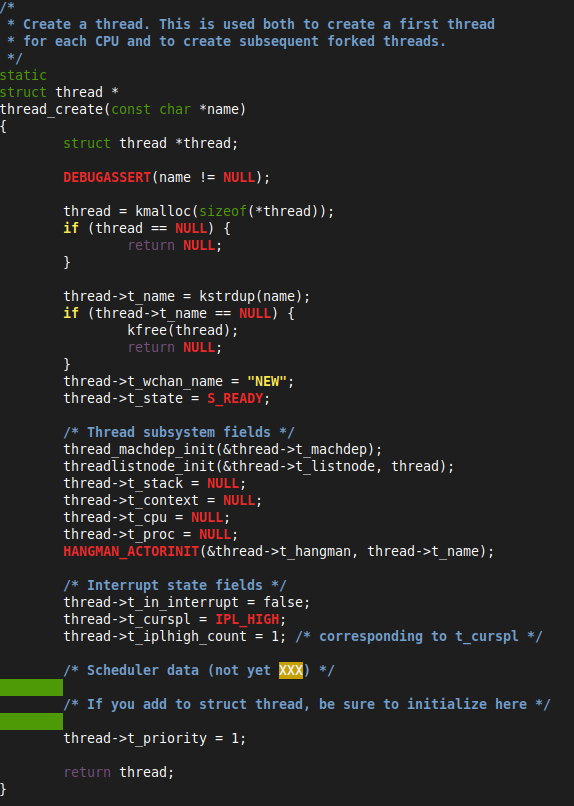 /*
 * Create a thread. This is used both to create a first thread
 * for each CPU and to create subsequent forked threads.
 */
static
struct thread *
thread_create(const char *name)
{
        struct thread *thread;

        DEBUGASSERT(name != NULL);

        thread = kmalloc(sizeof(*thread));
        if (thread == NULL) {
                return NULL;
        }

        thread->t_name = kstrdup(name);
        if (thread->t_name == NULL) {
                kfree(thread);
                return NULL;
        }
        thread->t_wchan_name = "NEW";
        thread->t_state = S_READY;

        /* Thread subsystem fields */
        thread_machdep_init(&thread->t_machdep);
        threadlistnode_init(&thread->t_listnode, thread);
        thread->t_stack = NULL;
        thread->t_context = NULL;
        thread->t_cpu = NULL;
        thread->t_proc = NULL;
        HANGMAN_ACTORINIT(&thread->t_hangman, thread->t_name);

        /* Interrupt state fields */
        thread->t_in_interrupt = false;
        thread->t_curspl = IPL_HIGH;
        thread->t_iplhigh_count = 1; /* corresponding to t_curspl */

        /* Scheduler data (not yet XXX) */

        /* If you add to struct thread, be sure to initialize here */

        thread->t_priority = 1;

        return thread;
}